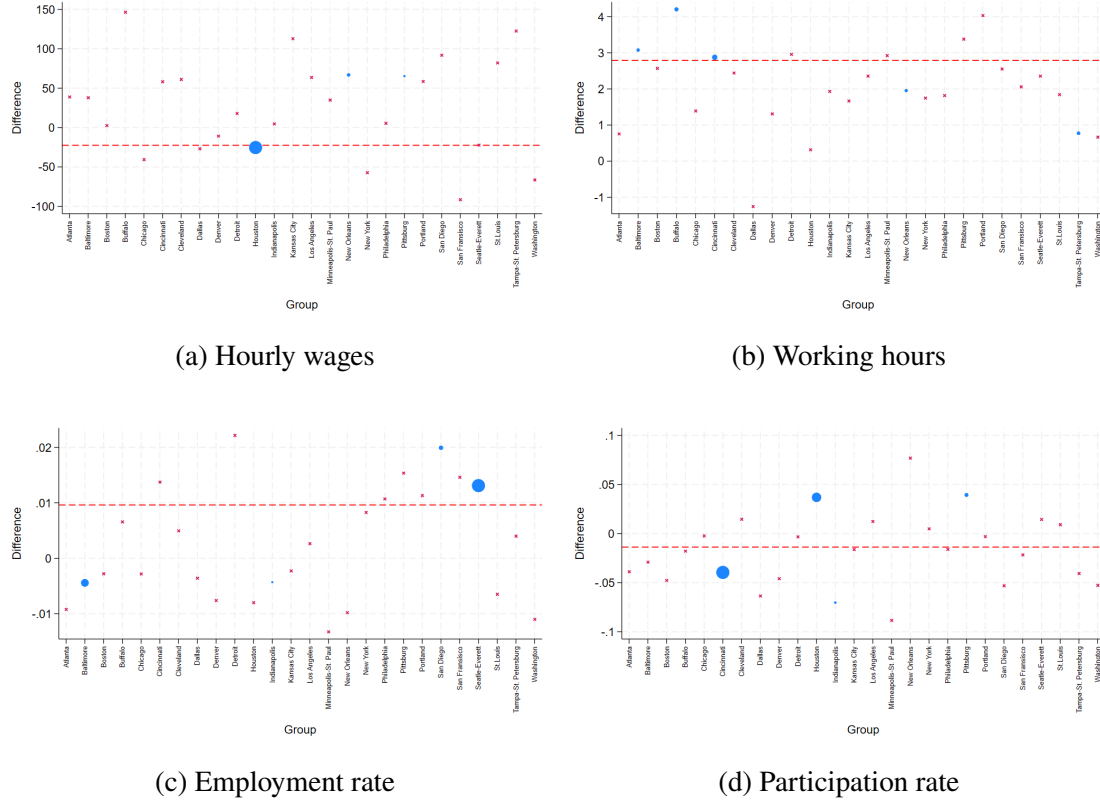 150
100
50
0
-50
-100
Difference
Atlanta
Baltimore
Boston
Buffalo
Chicago
Cincinnati
Cleveland
Dallas
Denver
Detroit
Houston
Indianapolis
Kansas City
Los Angeles
Minneapolis-St. Paul
New Orleans
New York
Philadelphia
Pittsburg
Portland
San Diego
San Fransisco
Seatle-Everett
St.Louis
Tampa-St. Petersburg
Washington
Group
(a) Hourly wages
4
3
2
1
0
-1
Difference
Atlanta
Baltimore
Boston
Buffalo
Chicago
Cincinnati
Cleveland
Dallas
Denver
Detroit
Houston
Indianapolis
Kansas City
Los Angeles
Minneapolis-St. Paul
New Orleans
New York
Philadelphia
Pittsburg
Portland
San Diego
San Fransisco
Seatle-Everett
St.Louis
Tampa-St. Petersburg
Washington
Group
(b) Working hours
.02
.01
0
-.01
Difference
Atlanta
Baltimore
Boston
Buffalo
Chicago
Cincinnati
Cleveland
Dallas
Denver
Detroit
Houston
Indianapolis
Kansas City
Los Angeles
Minneapolis-St. Paul
New Orleans
New York
Philadelphia
Pittsburg
Portland
San Diego
San Fransisco
Seatle-Everett
St.Louis
Tampa-St. Petersburg
Washington
Group
(c) Employment rate
.1
.05
0
-.05
-.1
Difference
Atlanta
Baltimore
Boston
Buffalo
Chicago
Cincinnati
Cleveland
Dallas
Denver
Detroit
Houston
Indianapolis
Kansas City
Los Angeles
Minneapolis-St. Paul
New Orleans
New York
Philadelphia
Pittsburg
Portland
San Diego
San Fransisco
Seatle-Everett
St.Louis
Tampa-St. Petersburg
Washington
Group
(d) Participation rate